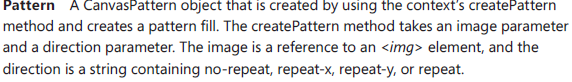 Pattern A CanvasPattern object that is created by using the context's createPattern
method and creates a pattern fill. The createPattern method takes an image parameter
and a direction parameter. The image is a reference to an <img> element, and the
direction is a string containing no-repeat, repeat-x, repeat-y, or repeat.